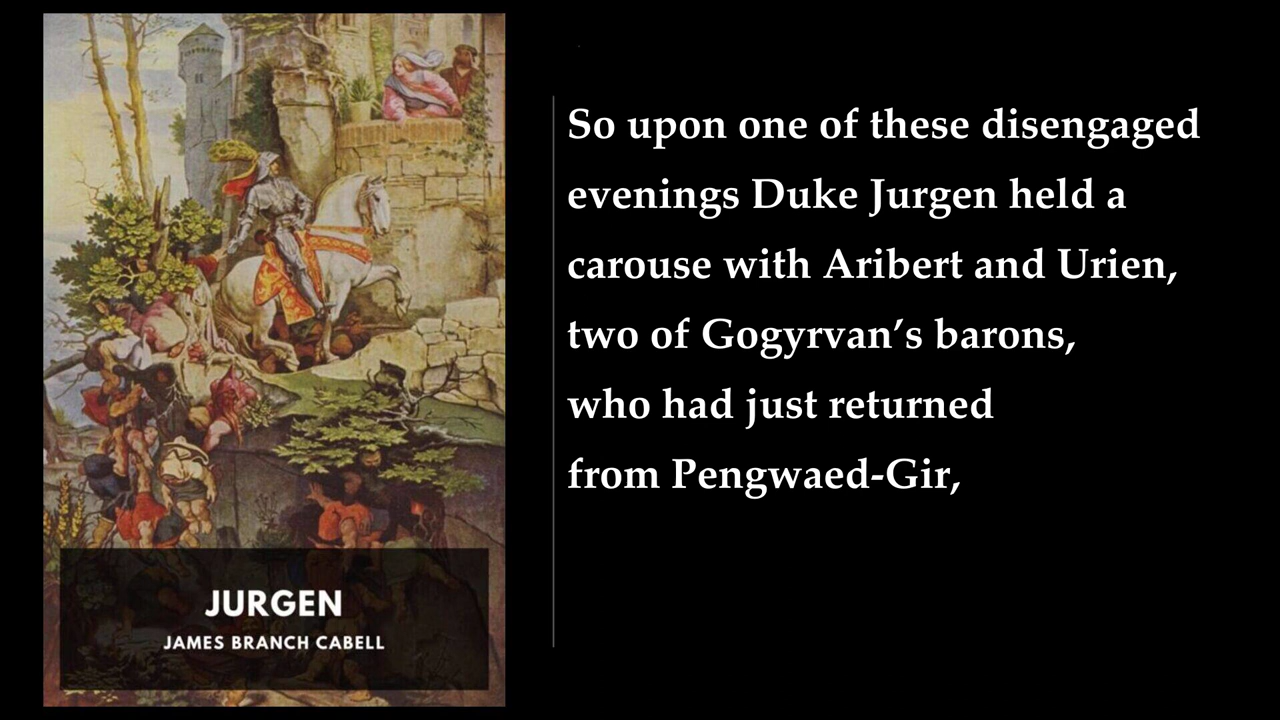 JURGEN
JAMES BRANCH CABELL
So upon one of these disengaged
evenings Duke Jurgen held a
carouse with Aribert and Urien,
two of Gogyrvan’s barons,
who had just returned
from Pengwaed-Gir,